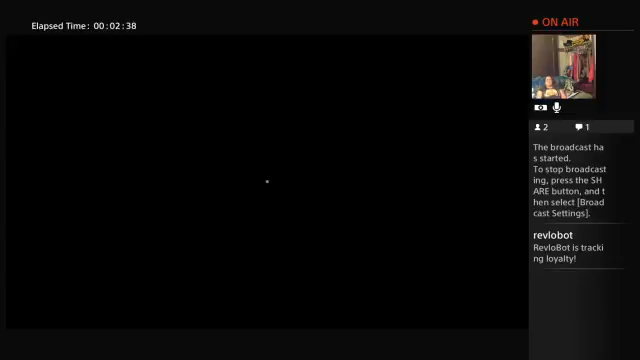 Elapsed Time: 00:02:38
ON AIR
2
1
The broadcast ha
s started.
To stop broadcast
ing, press the SH
ARE button, and t
hen select [Broad
cast Settings].
revlobot
RevloBot is tracki
ng loyalty!